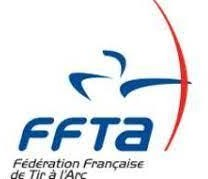 FFTa
Fédération Française
de Tir à l'Arc